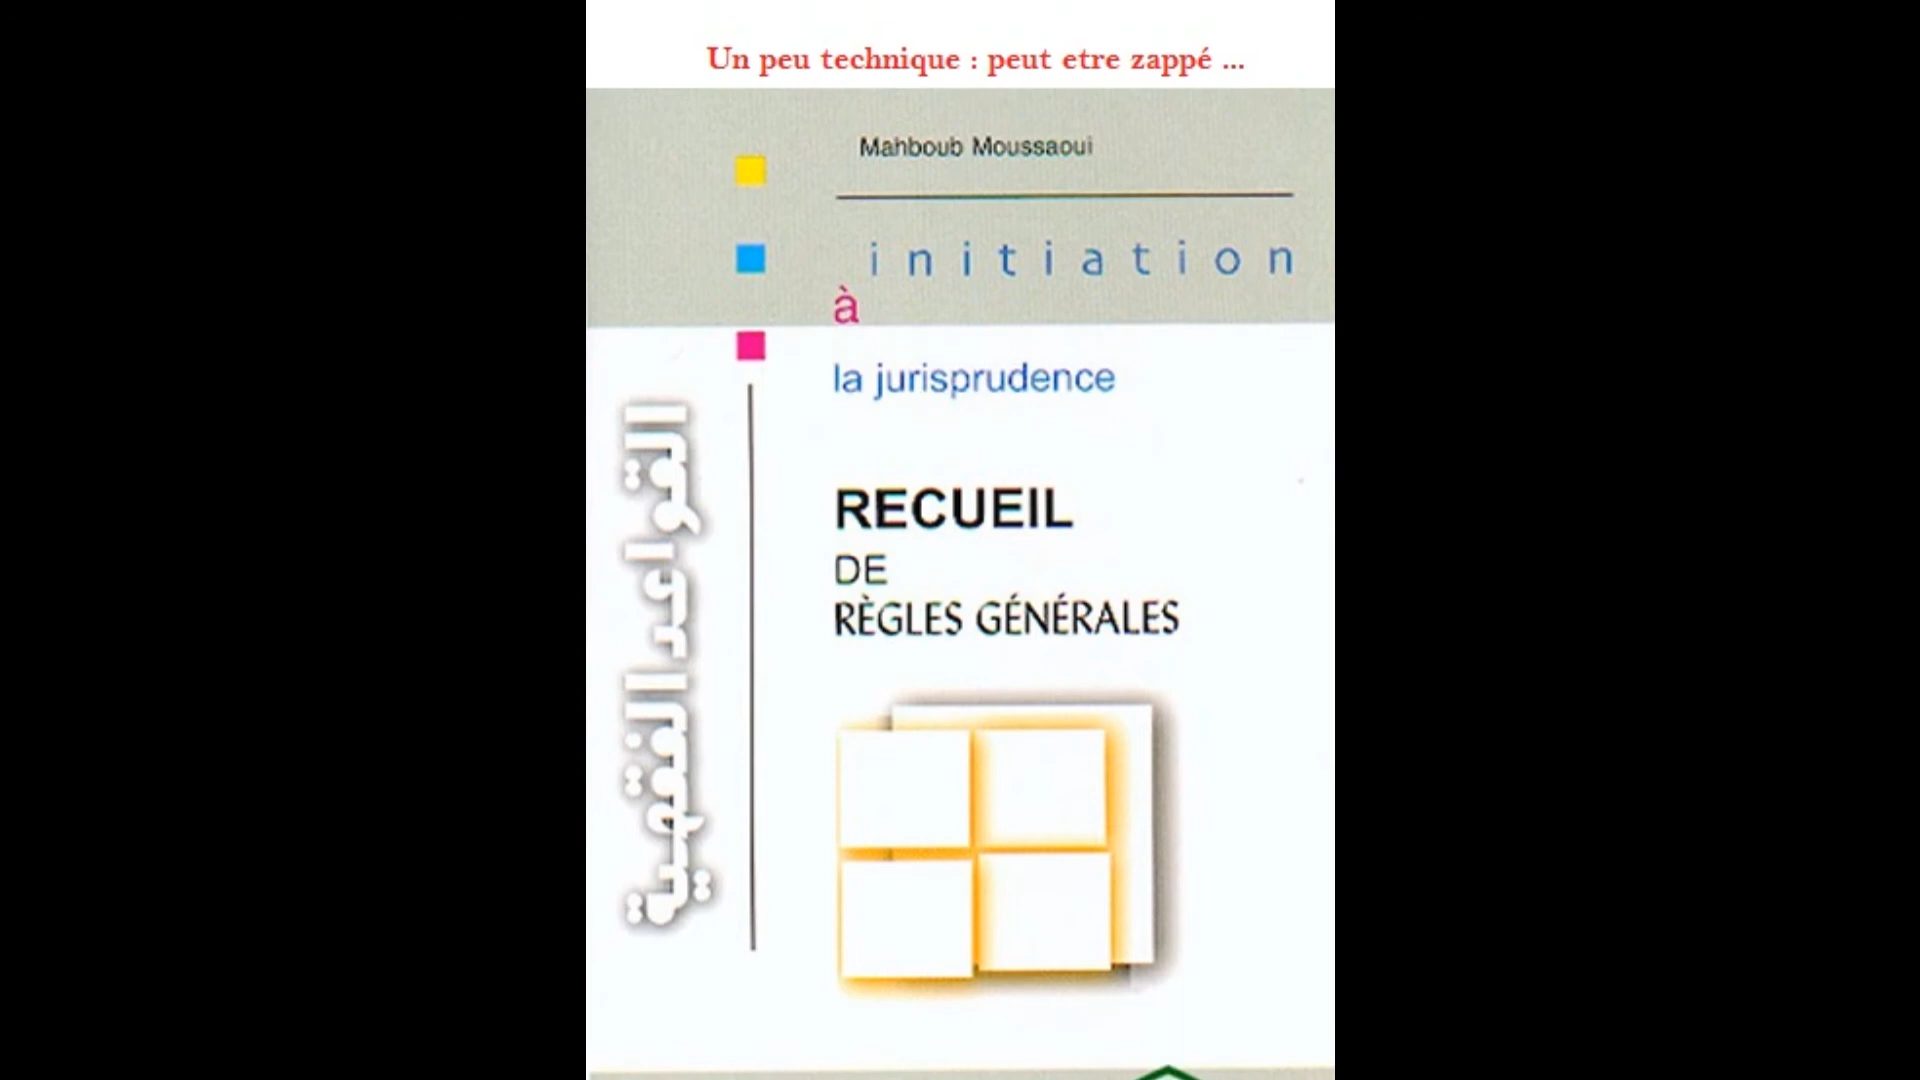 Un peu technique : peut etre zappé ...
Mahboub Moussaoui
initiation
à
la jurisprudence
RECUEIL
DE
RÈGLES GÉNÉRALES
القواعد الفقهية